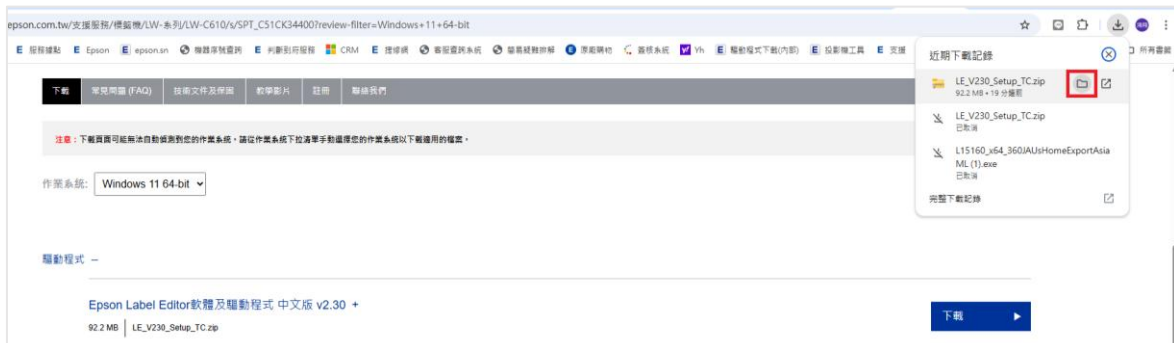 epson.com.tw/支援服務/標籤機/LW-系列/LW-C610/s/SPT_C51CK34400?review-filter=Windows+11+64-bit
服務據點 Epson epson.sn 機器序號查詢 判斷到府服務 CRM 維修網 客服查詢系統 簡易疑難排解 原廠購物 簽核系統 Yh 驅動程式下載(內部) 投影機工具 支援 所有書籤
近期下載記錄
LE_V230_Setup_TC.zip
92.2 MB • 19 分鐘前
LE_V230_Setup_TC.zip
已取消
L15160_x64_360JAUsHomeExportAsia
ML (1).exe
已取消
完整下載記錄
下載 常見問題 (FAQ) 技術文件及保固 教學影片 註冊 聯絡我們
注意：下載頁面可能無法自動偵測到您的作業系統，請從作業系統下拉清單手動選擇您的作業系統以下載適用的檔案。
作業系統: Windows 11 64-bit
驅動程式 –
Epson Label Editor軟體及驅動程式 中文版 v2.30 +
92.2 MB LE_V230_Setup_TC.zip
下載